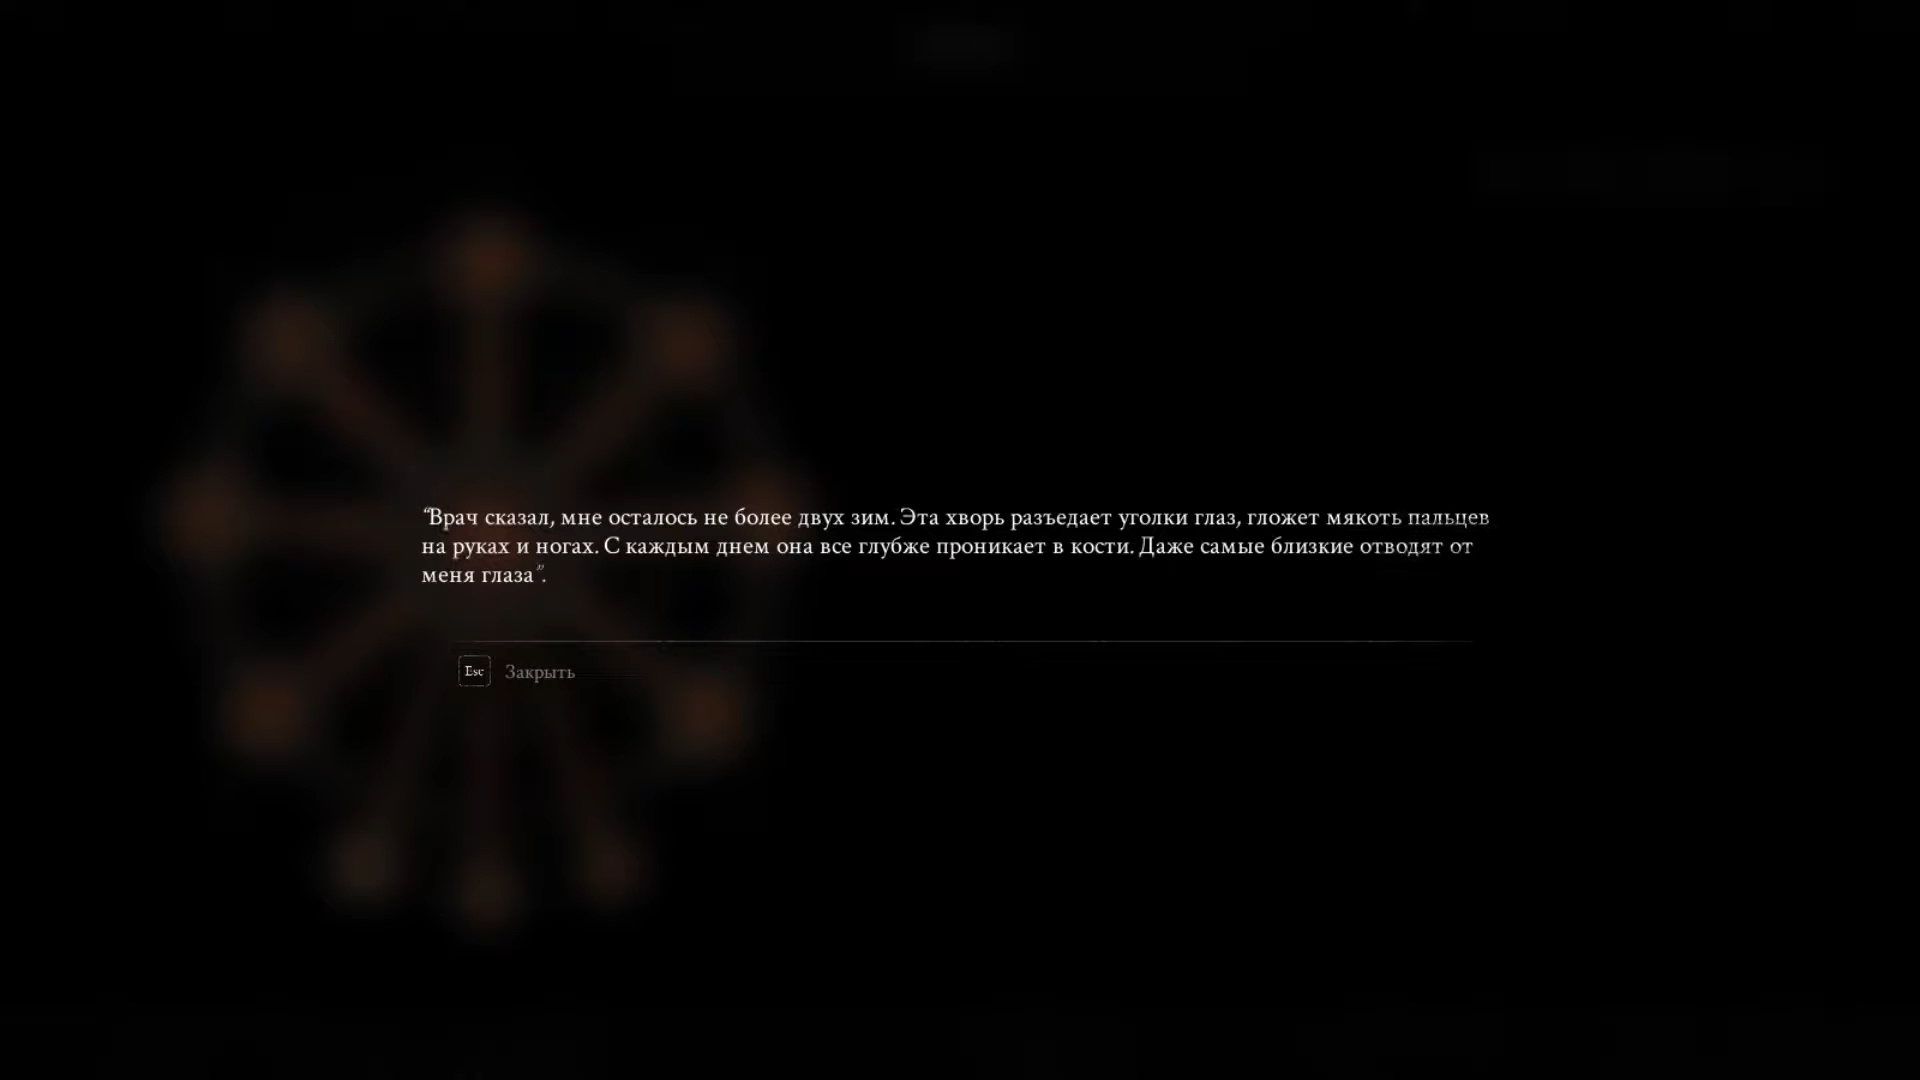 “Врач сказал, мне осталось не более двух зим. Эта хворь разъедает уголки глаз, гложет мякоть пальцев
на руках и ногах. С каждым днем она все глубже проникает в кости. Даже самые близкие отводят от
меня глаза”.
Esc Закрыть